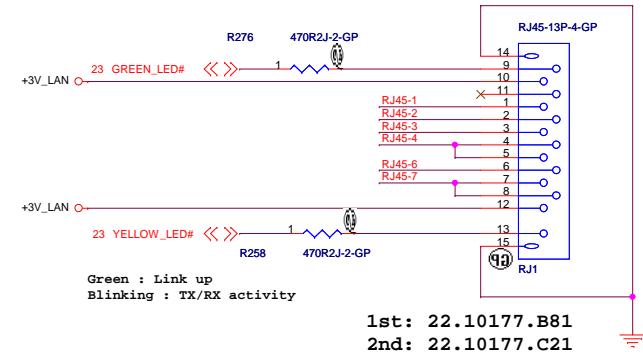 RJ45-13P-4-GP
R276 470R2J-2-GP
14
23 GREEN_LED# 1 9
+3V_LAN 10
11
RJ45-1 1
RJ45-2 2
RJ45-3 3
RJ45-4 4
5
RJ45-6 6
RJ45-7 7
8
+3V_LAN 12
23 YELLOW_LED# 1 13
15
R258 470R2J-2-GP
RJ1
Green : Link up
Blinking : TX/RX activity
1st: 22.10177.B81
2nd: 22.10177.C21